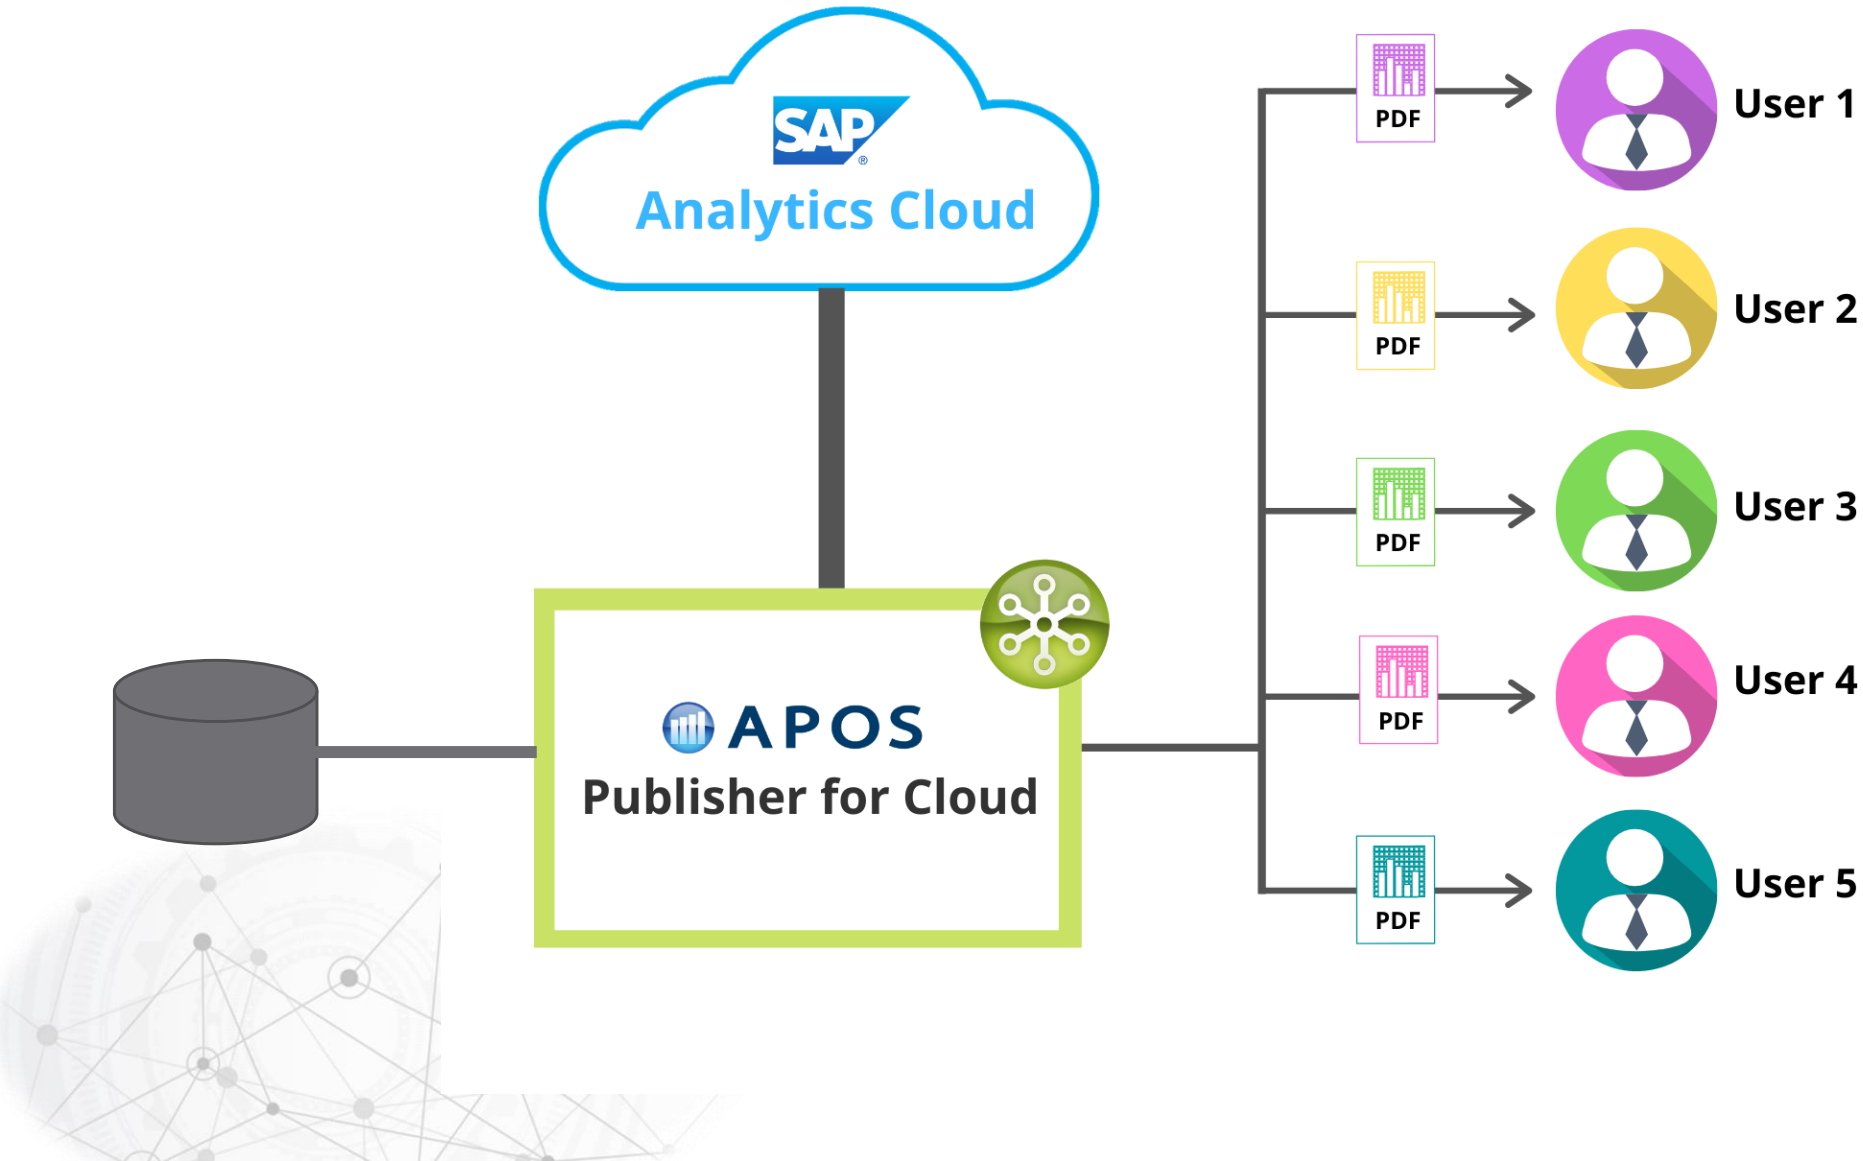 SAP®
Analytics Cloud
APOS
Publisher for Cloud
PDF
User 1
PDF
User 2
PDF
User 3
PDF
User 4
PDF
User 5